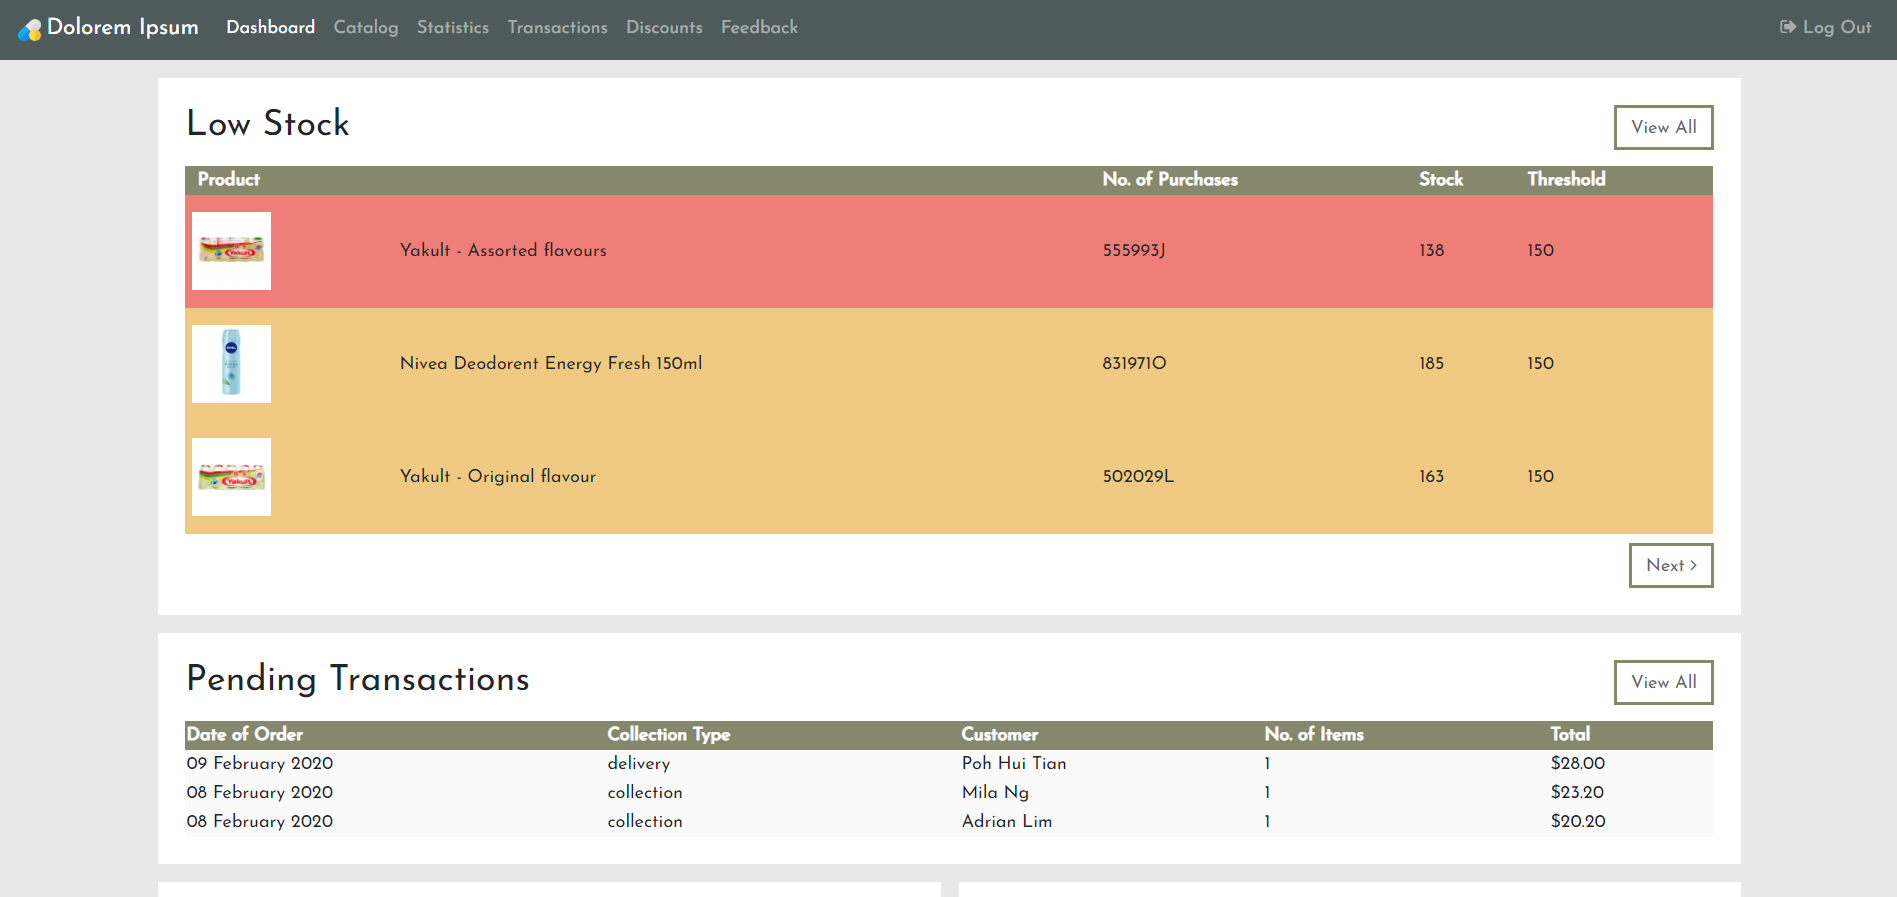 Dolorem Ipsum Dashboard Catalog Statistics Transactions Discounts Feedback Log Out
Low Stock View All
Product No. of Purchases Stock Threshold
Yakult - Assorted flavours 555993J 138 150
Nivea Deodorent Energy Fresh 150ml 831971O 185 150
Yakult - Original flavour 502029L 163 150
Next >
Pending Transactions View All
Date of Order Collection Type Customer No. of Items Total
09 February 2020 delivery Poh Hui Tian 1 $28.00
08 February 2020 collection Mila Ng 1 $23.20
08 February 2020 collection Adrian Lim 1 $20.20